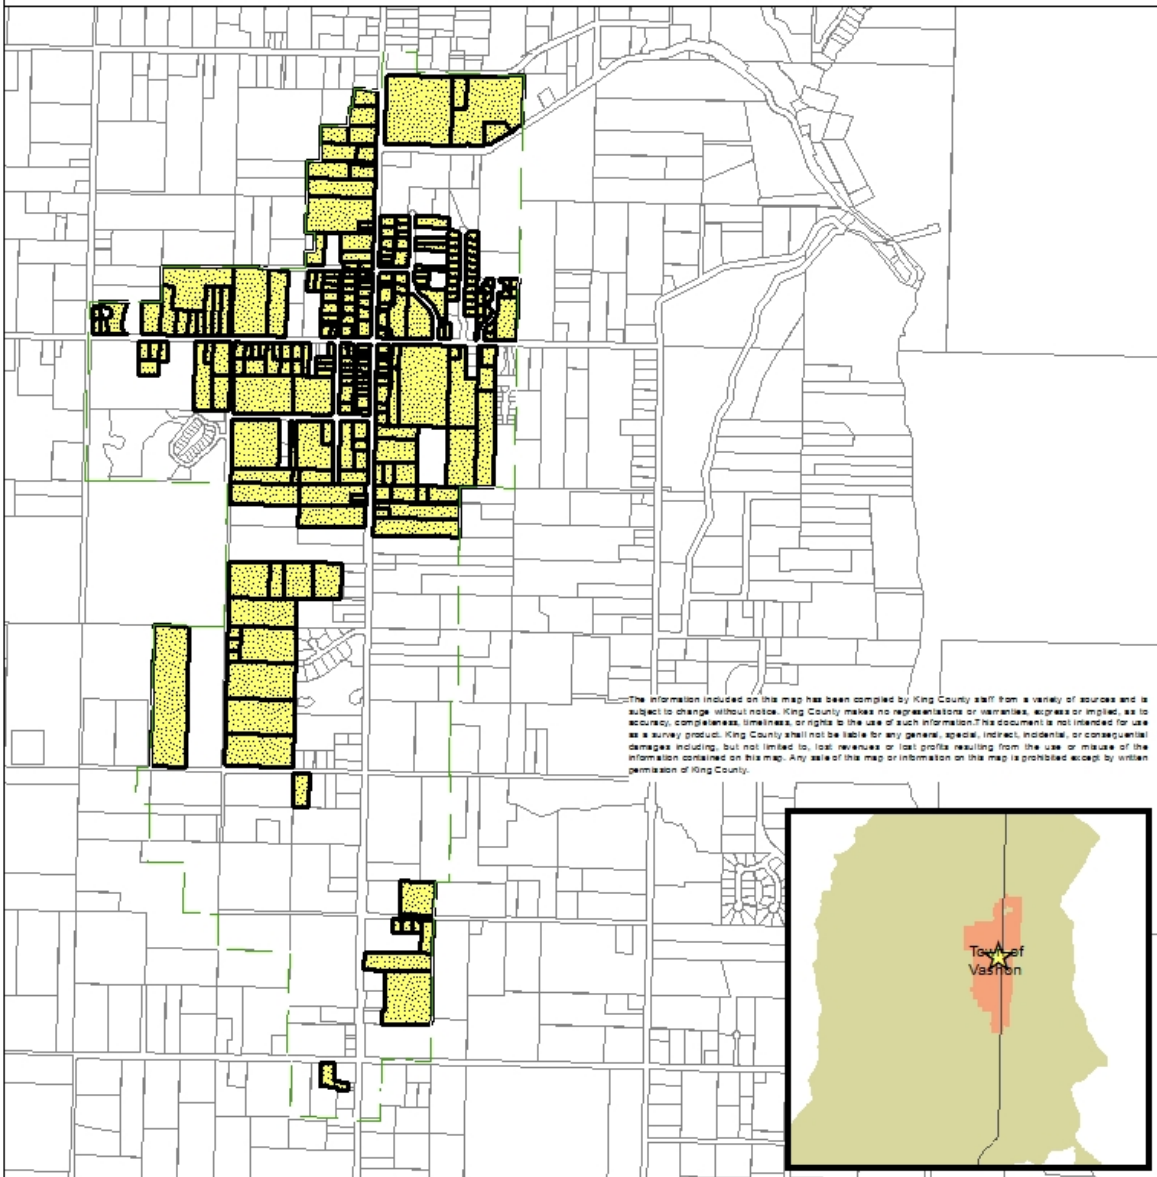 The information included on this map has been compiled by King County staff from a variety of sources and is
subject to change without notice. King County makes no representations or warranties, express or implied, as to
accuracy, completeness, timeliness, or rights to the use of such information.This document is not intended for use
as a survey product. King County shall not be liable for any general, special, indirect, incidental, or consequential
damages including, but not limited to, lost revenues or lost profits resulting from the use or misuse of the
information contained on this map. Any sale of this map or information on this map is prohibited except by written
permission of King County.
Town of
Vashon